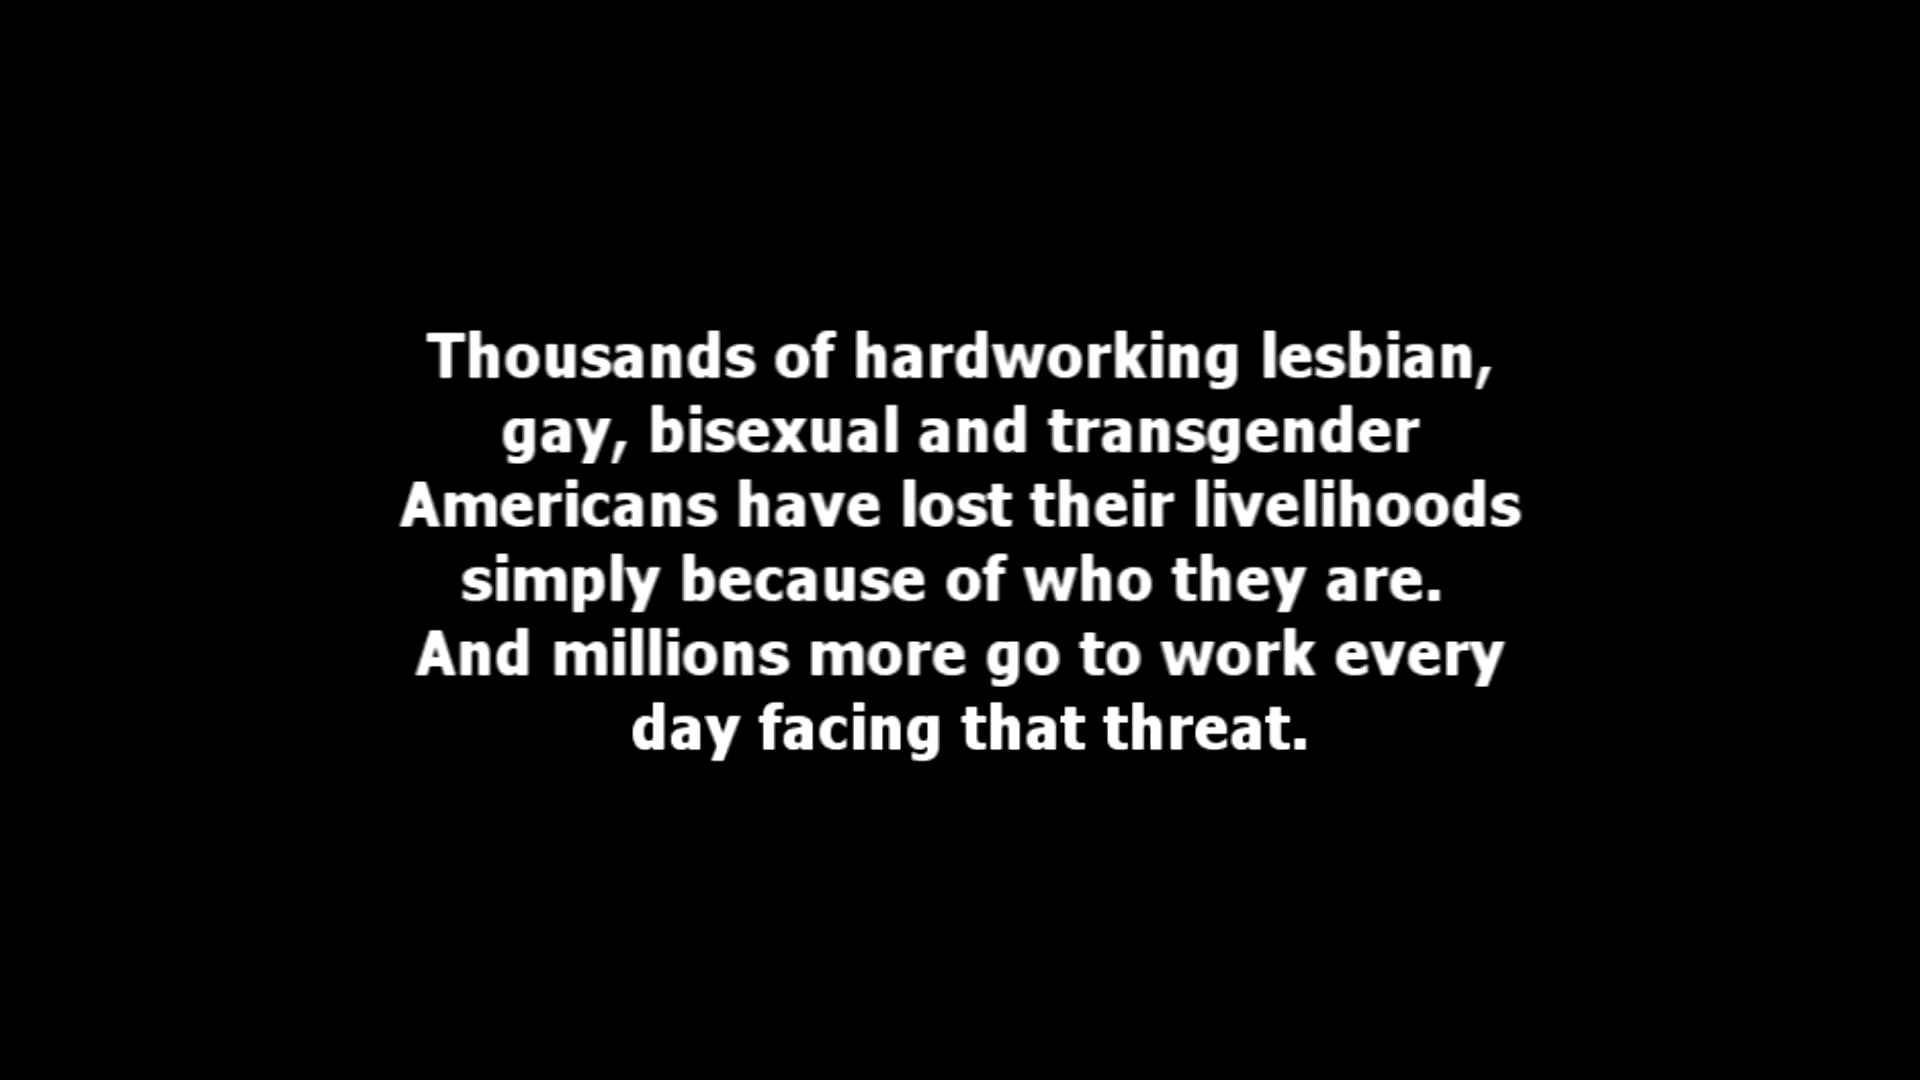 Thousands of hardworking lesbian,
gay, bisexual and transgender
Americans have lost their livelihoods
simply because of who they are.
And millions more go to work every
day facing that threat.